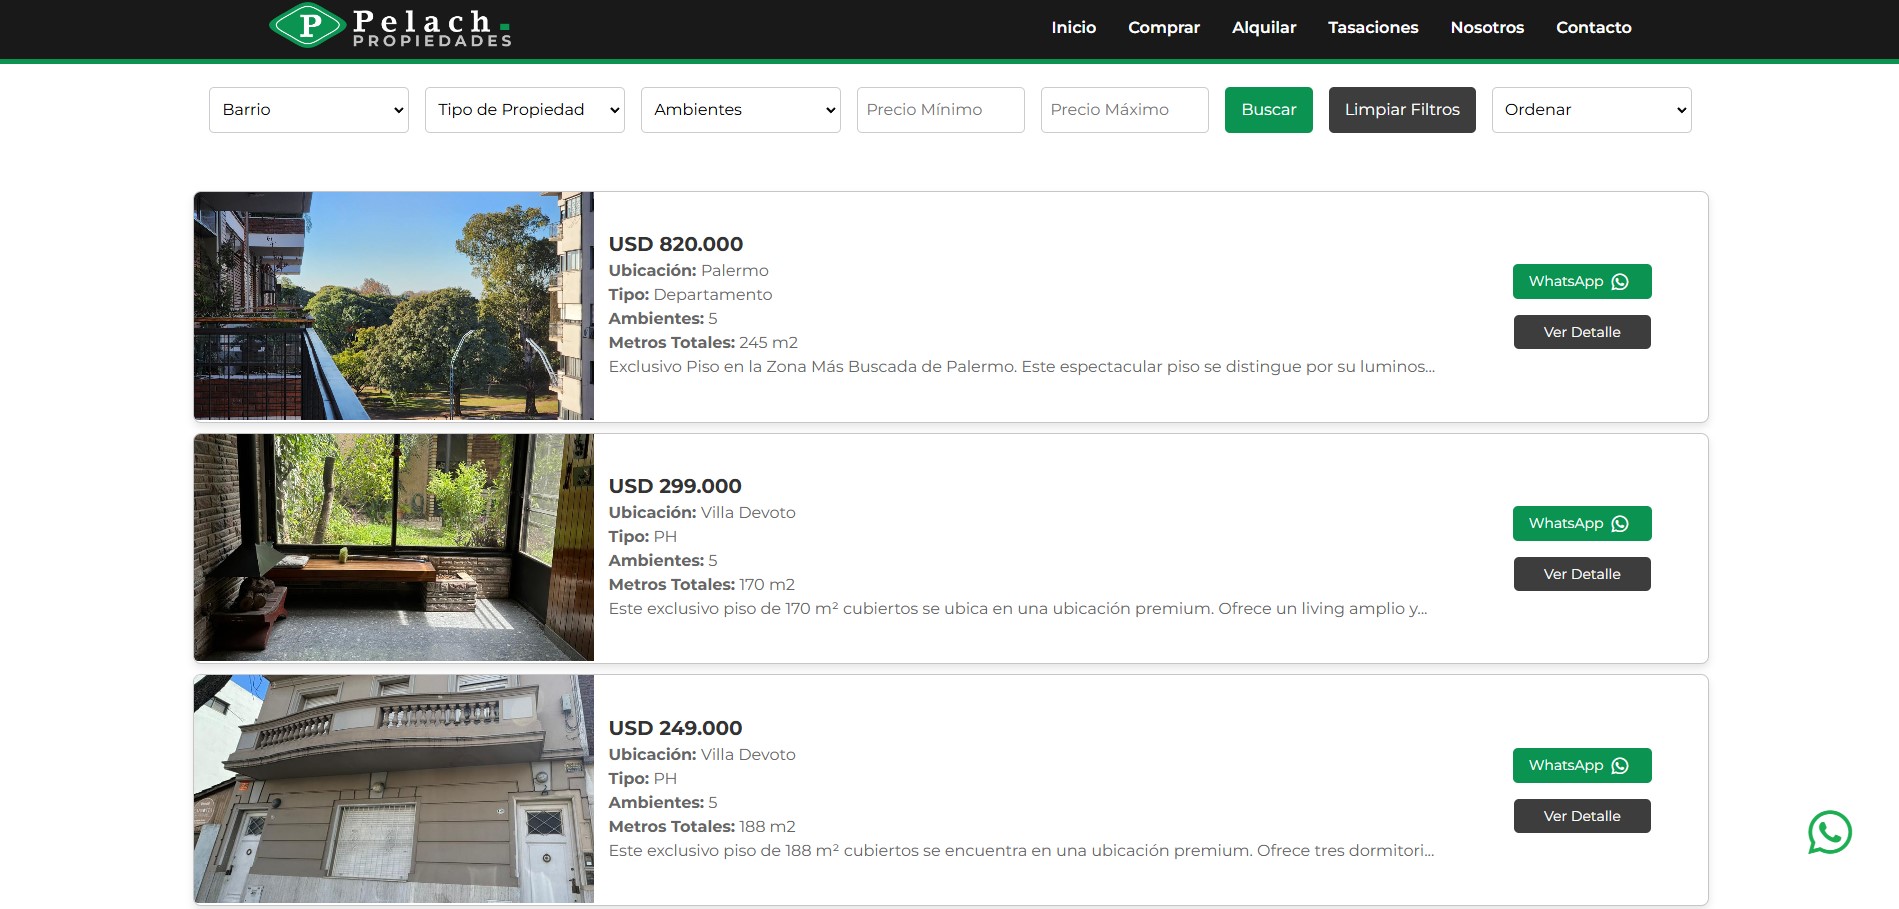 P Pelach.
PROPIEDADES
Inicio Comprar Alquilar Tasaciones Nosotros Contacto
Barrio Tipo de Propiedad Ambientes Precio Mínimo Precio Máximo Buscar Limpiar Filtros Ordenar
USD 820.000
Ubicación: Palermo
Tipo: Departamento
Ambientes: 5
Metros Totales: 245 m2
Exclusivo Piso en la Zona Más Buscada de Palermo. Este espectacular piso se distingue por su luminos...
WhatsApp
Ver Detalle
USD 299.000
Ubicación: Villa Devoto
Tipo: PH
Ambientes: 5
Metros Totales: 170 m2
Este exclusivo piso de 170 m² cubiertos se ubica en una ubicación premium. Ofrece un living amplio y...
WhatsApp
Ver Detalle
USD 249.000
Ubicación: Villa Devoto
Tipo: PH
Ambientes: 5
Metros Totales: 188 m2
Este exclusivo piso de 188 m² cubiertos se encuentra en una ubicación premium. Ofrece tres dormitori...
WhatsApp
Ver Detalle